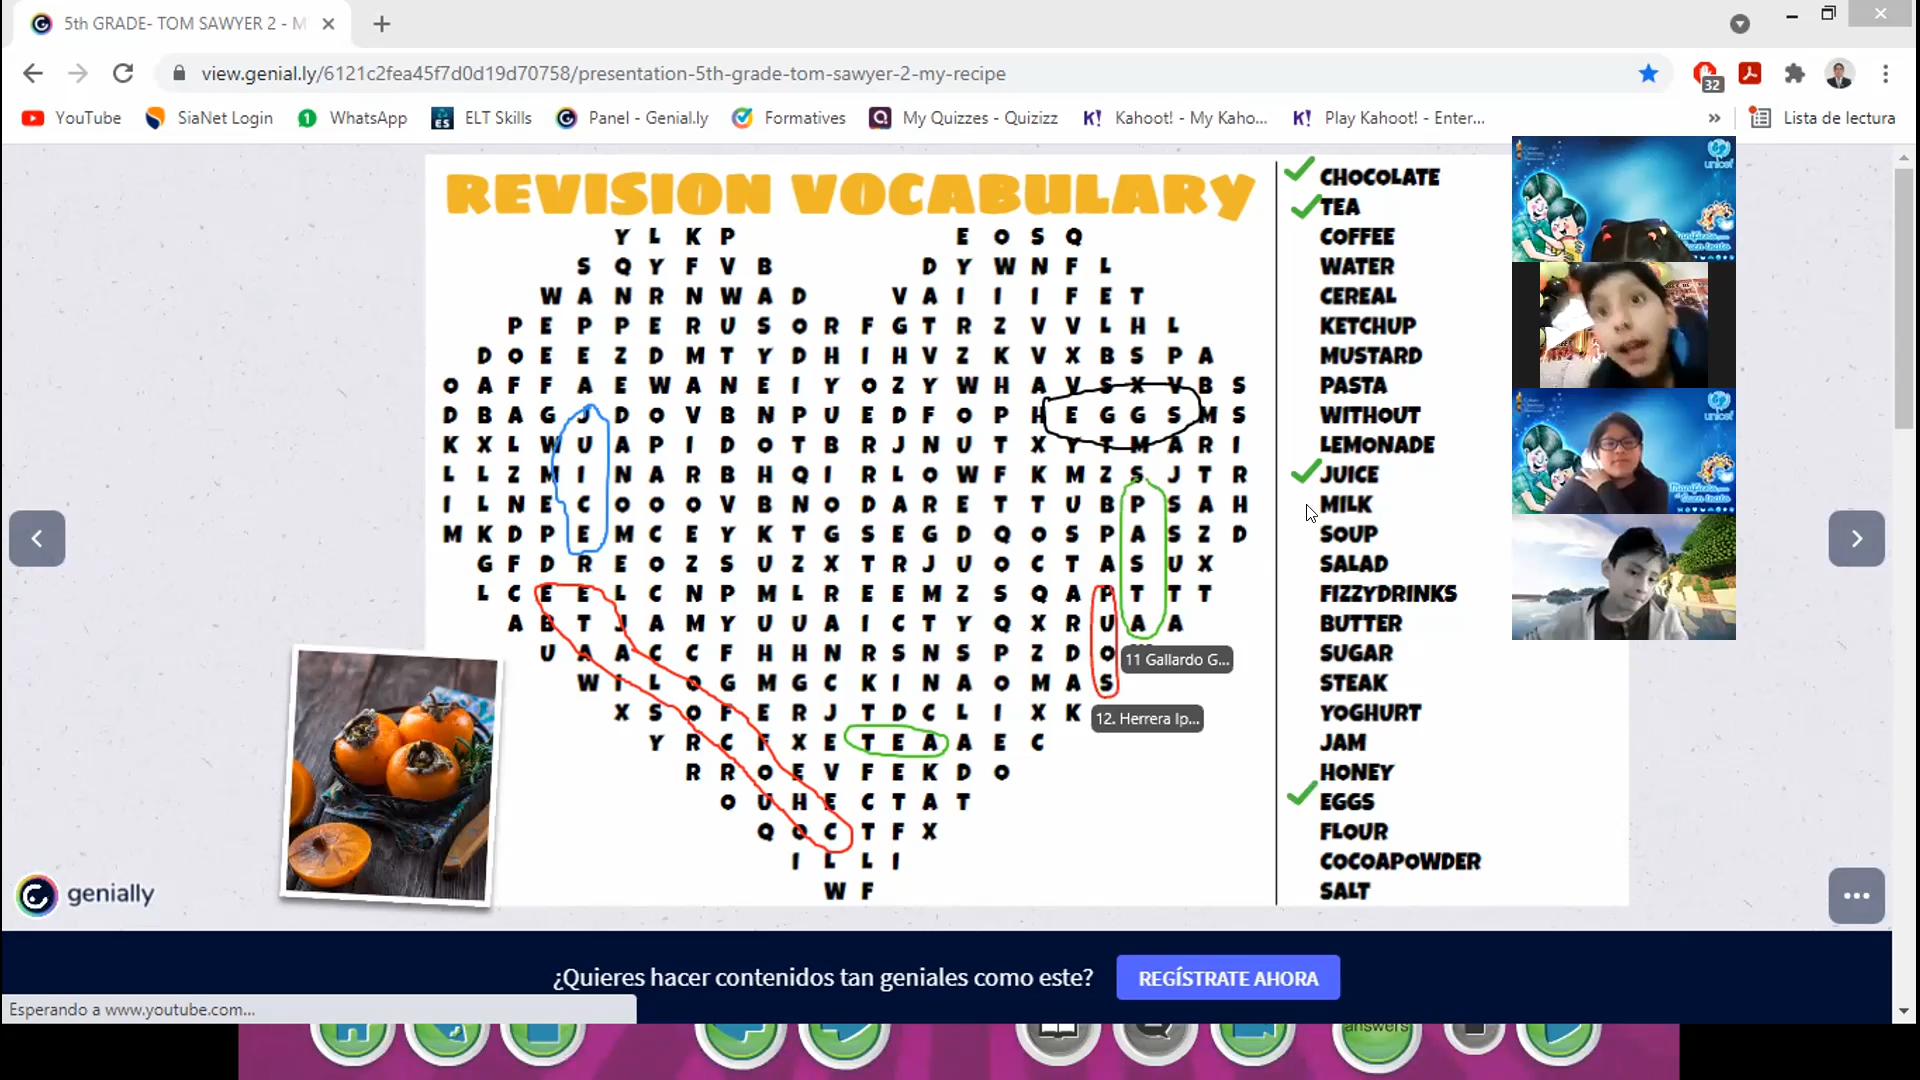 5th GRADE- TOM SAWYER 2 - M
view.genial.ly/6121c2fea45f7d0d19d70758/presentation-5th-grade-tom-sawyer-2-my-recipe
32
YouTube SiaNet Login WhatsApp ELT Skills Panel - Genial.ly Formatives My Quizzes - Quizizz Kahoot! - My Kaho... Play Kahoot! - Enter... » Lista de lectura
REVISION VOCABULARY
Y L K P E O S Q
S Q Y F V B D Y W N F L
W A N R N W A D V A I I I F E T
P E P P E R U S O R F G T R Z V V L H L
D O E E Z D M T Y D H I H V Z K V X B S P A
O A F F A E W A N E I Y O Z Y W H A V S X V B S
D B A G J D O V B N P U E D F O P H E G G S M S
K X L W U A P I D O T B R J N U T X Y T M A R I
L L Z M I N A R B H Q I R L O W F K M Z S J T R
I L N E C O O O V B N O D A R E T T U B P S A H
M K D P E M C E Y K T G S E G D Q O S P A S Z D
G F D R E O Z S U Z X T R J U O C T A S U X
L C E E L C N P M L R E E M Z S Q A P T T T
A B T J A M Y U U A I C T Y Q X R U A A
U A A C C F H H N R S N S P Z D O
W I L O G M G C K I N A O M A S
X S O F E R J T D C L I X K
Y R C F X E T E A A E C
R R O E V F E K D O
O U H E C T A T
Q O C T F X
I L L I
W F
11 Gallardo G...
12. Herrera Ip...
CHOCOLATE
TEA
COFFEE
WATER
CEREAL
KETCHUP
MUSTARD
PASTA
WITHOUT
LEMONADE
JUICE
MILK
SOUP
SALAD
FIZZYDRINKS
BUTTER
SUGAR
STEAK
YOGHURT
JAM
HONEY
EGGS
FLOUR
COCOAPOWDER
SALT
unicef
unicef
genially
¿Quieres hacer contenidos tan geniales como este? REGÍSTRATE AHORA
Esperando a www.youtube.com...
answers